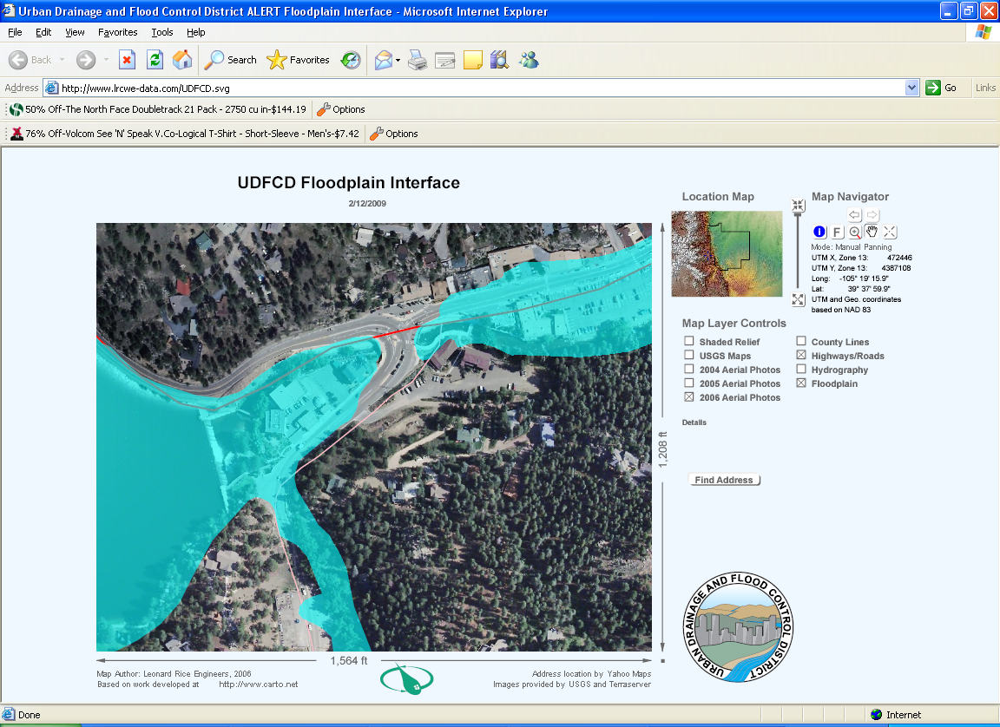 Urban Drainage and Flood Control District ALERT Floodplain Interface - Microsoft Internet Explorer
File Edit View Favorites Tools Help
Back Search Favorites
Address http://www.lrcwe-data.com/UDFCD.svg Go Links
50% Off-The North Face Doubletrack 21 Pack - 2750 cu in-$144.19 Options
76% Off-Volcom See 'N' Speak V.Co-Logical T-Shirt - Short-Sleeve - Men's-$7.42 Options
UDFCD Floodplain Interface
2/12/2009
Location Map
Map Navigator
i F
Mode: Manual Panning
UTM X, Zone 13: 472446
UTM Y, Zone 13: 4387108
Long: -105° 19' 15.9"
Lat: 39° 37' 59.9"
UTM and Geo. coordinates
based on NAD 83
Map Layer Controls
Shaded Relief County Lines
USGS Maps Highways/Roads
2004 Aerial Photos Hydrography
2005 Aerial Photos Floodplain
2006 Aerial Photos
Details
1,208 ft
Find Address
URBAN DRAINAGE AND FLOOD CONTROL DISTRICT
1,564 ft
Map Author: Leonard Rice Engineers, 2006
Based on work developed at http://www.carto.net
Address location by Yahoo Maps
Images provided by USGS and Terraserver
Done Internet